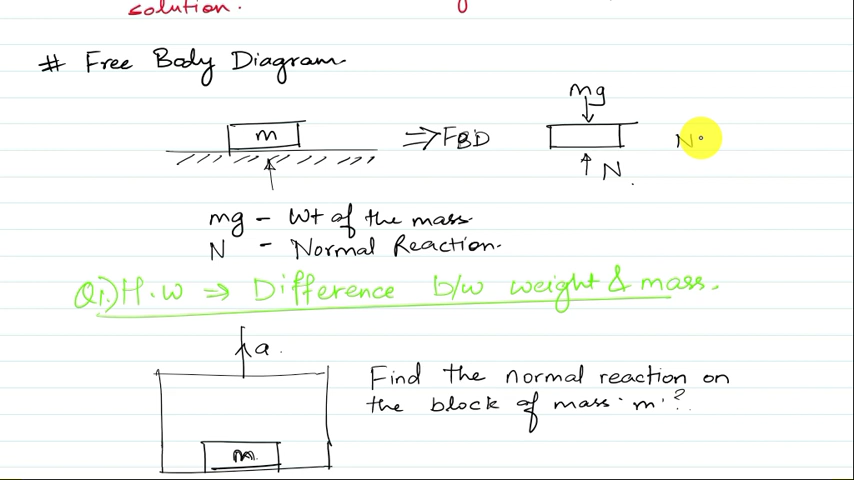 solution.
# Free Body Diagram
mg
m ⇒ FBD N
N
mg - Wt of the mass
N - Normal Reaction.
Q1.) H.W ⇒ Difference b/w weight & mass.
a.
Find the normal reaction on
the block of mass 'm'?
m